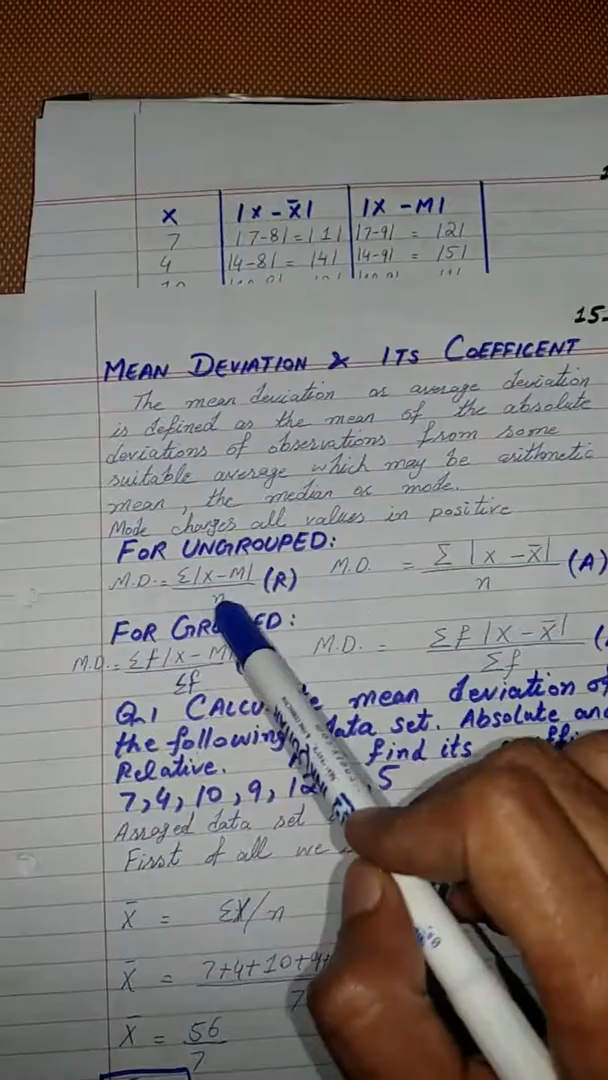 X |X-X̄| |X-M|
7 |7-8| = |1| |7-9| = |2|
4 |4-8| = |4| |4-9| = |5|
15-
MEAN DEVIATION & ITS COEFFICENT
The mean deviation or average deviation
is defined as the mean of the absolute
deviations of observations from some
suitable average which may be arithmetic
mean, the median or mode.
Mode charges all values in positive
FOR UNGROUPED:
M.D. = Σ|X-M|/n (R) M.D. = Σ|X-X̄|/n (A)
FOR
M.D. = Σf|X-M|/Σf M.D. = Σf|X-X̄|/Σf
Q.1 mean deviation of
the following data set. Absolute and
Relative. find its
7, 4, 10, 9, 5
Arraged data set
First of all we
X̄ = ΣX/n
X̄ = 7+4+10+9+
7
X̄ = 56/7